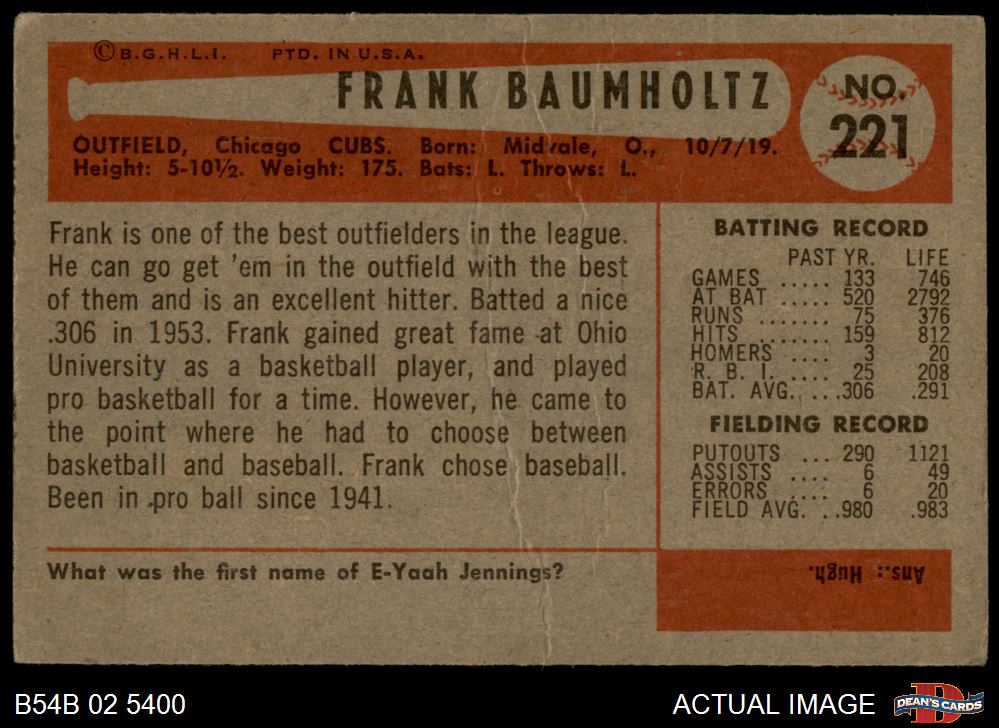 ©B.G.H.L.I. PTD. IN U.S.A.
FRANK BAUMHOLTZ
NO.
221
OUTFIELD, Chicago CUBS. Born: Midvale, O., 10/7/19.
Height: 5-10½. Weight: 175. Bats: L. Throws: L.
Frank is one of the best outfielders in the league.
He can go get 'em in the outfield with the best
of them and is an excellent hitter. Batted a nice
.306 in 1953. Frank gained great fame at Ohio
University as a basketball player, and played
pro basketball for a time. However, he came to
the point where he had to choose between
basketball and baseball. Frank chose baseball.
Been in pro ball since 1941.
BATTING RECORD
PAST YR. LIFE
GAMES ..... 133 746
AT BAT ..... 520 2792
RUNS ....... 75 376
HITS ....... 159 812
HOMERS .... 3 20
R. B. I. .... 25 208
BAT. AVG. ...306 .291
FIELDING RECORD
PUTOUTS ... 290 1121
ASSISTS .... 6 49
ERRORS .... 6 20
FIELD AVG. ..980 .983
What was the first name of E-Yaah Jennings?
Ans.: Hugh.
B54B 02 5400
ACTUAL IMAGE
DEAN'S CARDS